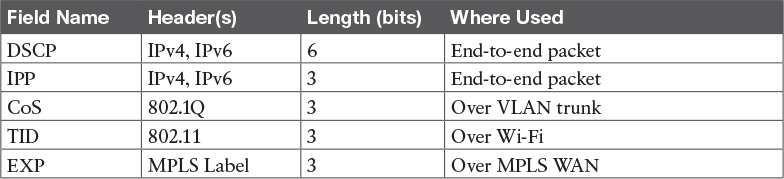 Field Name Header(s) Length (bits) Where Used
DSCP IPv4, IPv6 6 End-to-end packet
IPP IPv4, IPv6 3 End-to-end packet
CoS 802.1Q 3 Over VLAN trunk
TID 802.11 3 Over Wi-Fi
EXP MPLS Label 3 Over MPLS WAN